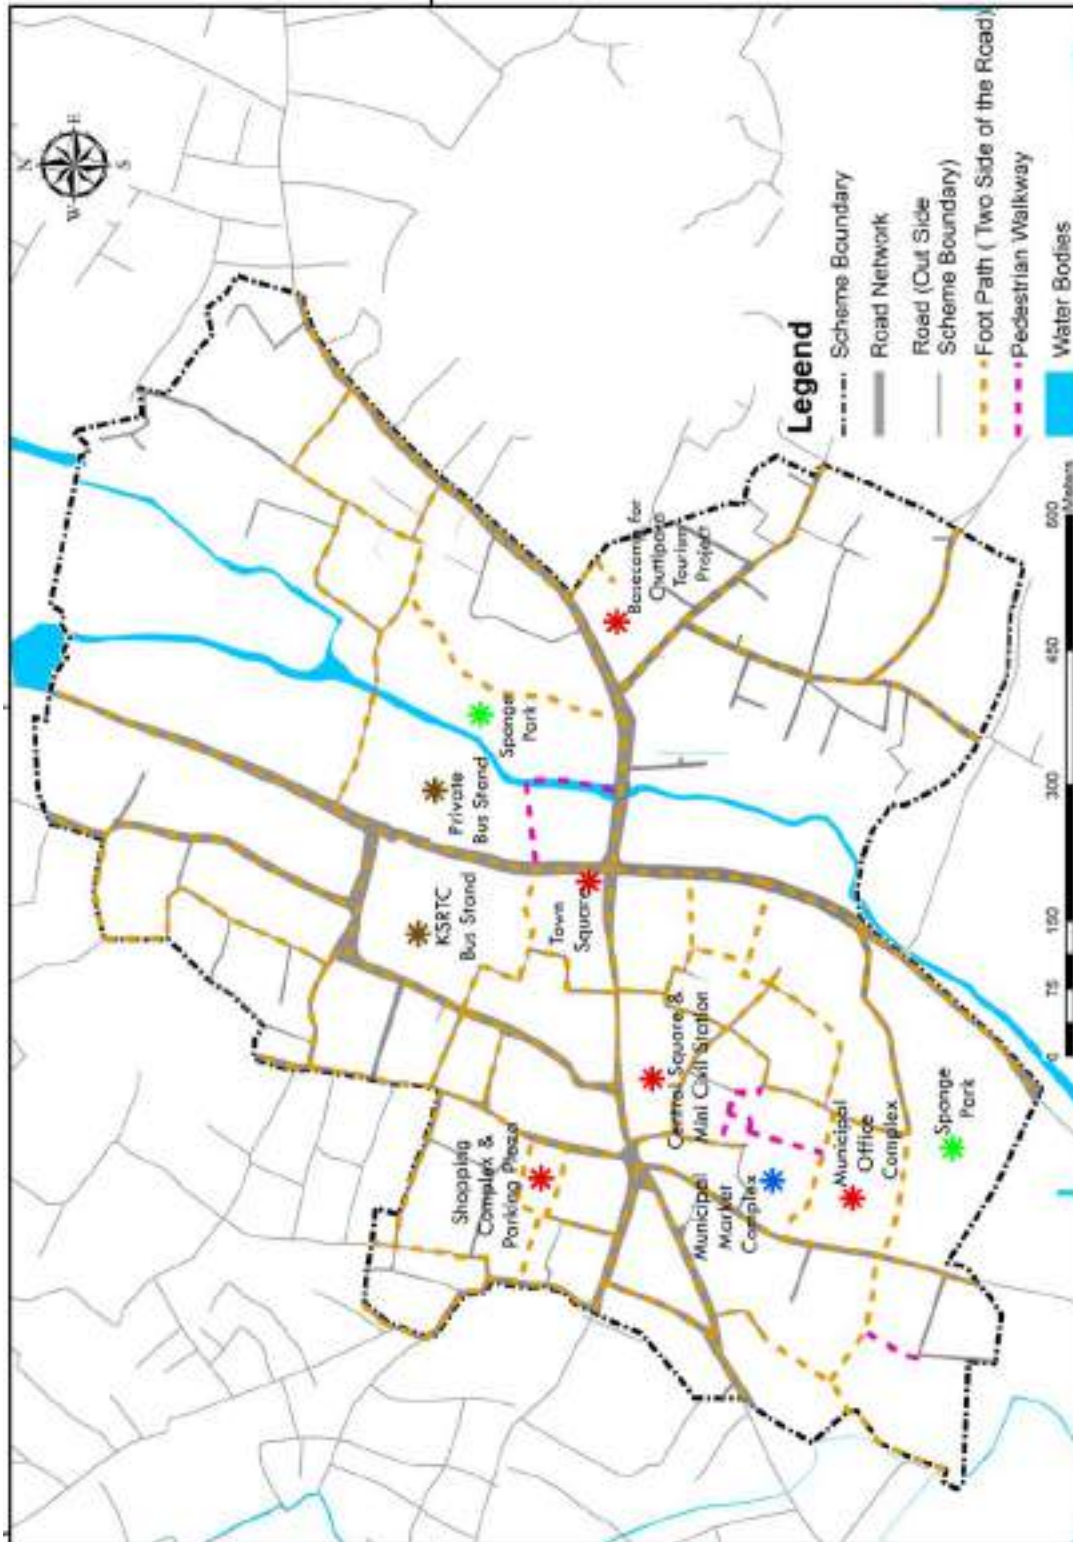 N
W E
S
KSRTC
Bus Stand
Private
Bus Stand
Shopping
Complex &
Parking Plaza
Sponge
Park
Town
Square
Basecamp for
Chuttipara
Tourism
Project
Central Square &
Mini Civil Station
Municipal
Market
Complex
Municipal
Office
Complex
Sponge
Park
Legend
Scheme Boundary
Road Network
Road (Out Side
Scheme Boundary)
Foot Path ( Two Side of the Road)
Pedestrian Walkway
Water Bodies
0 75 150 300 450 600
Meters